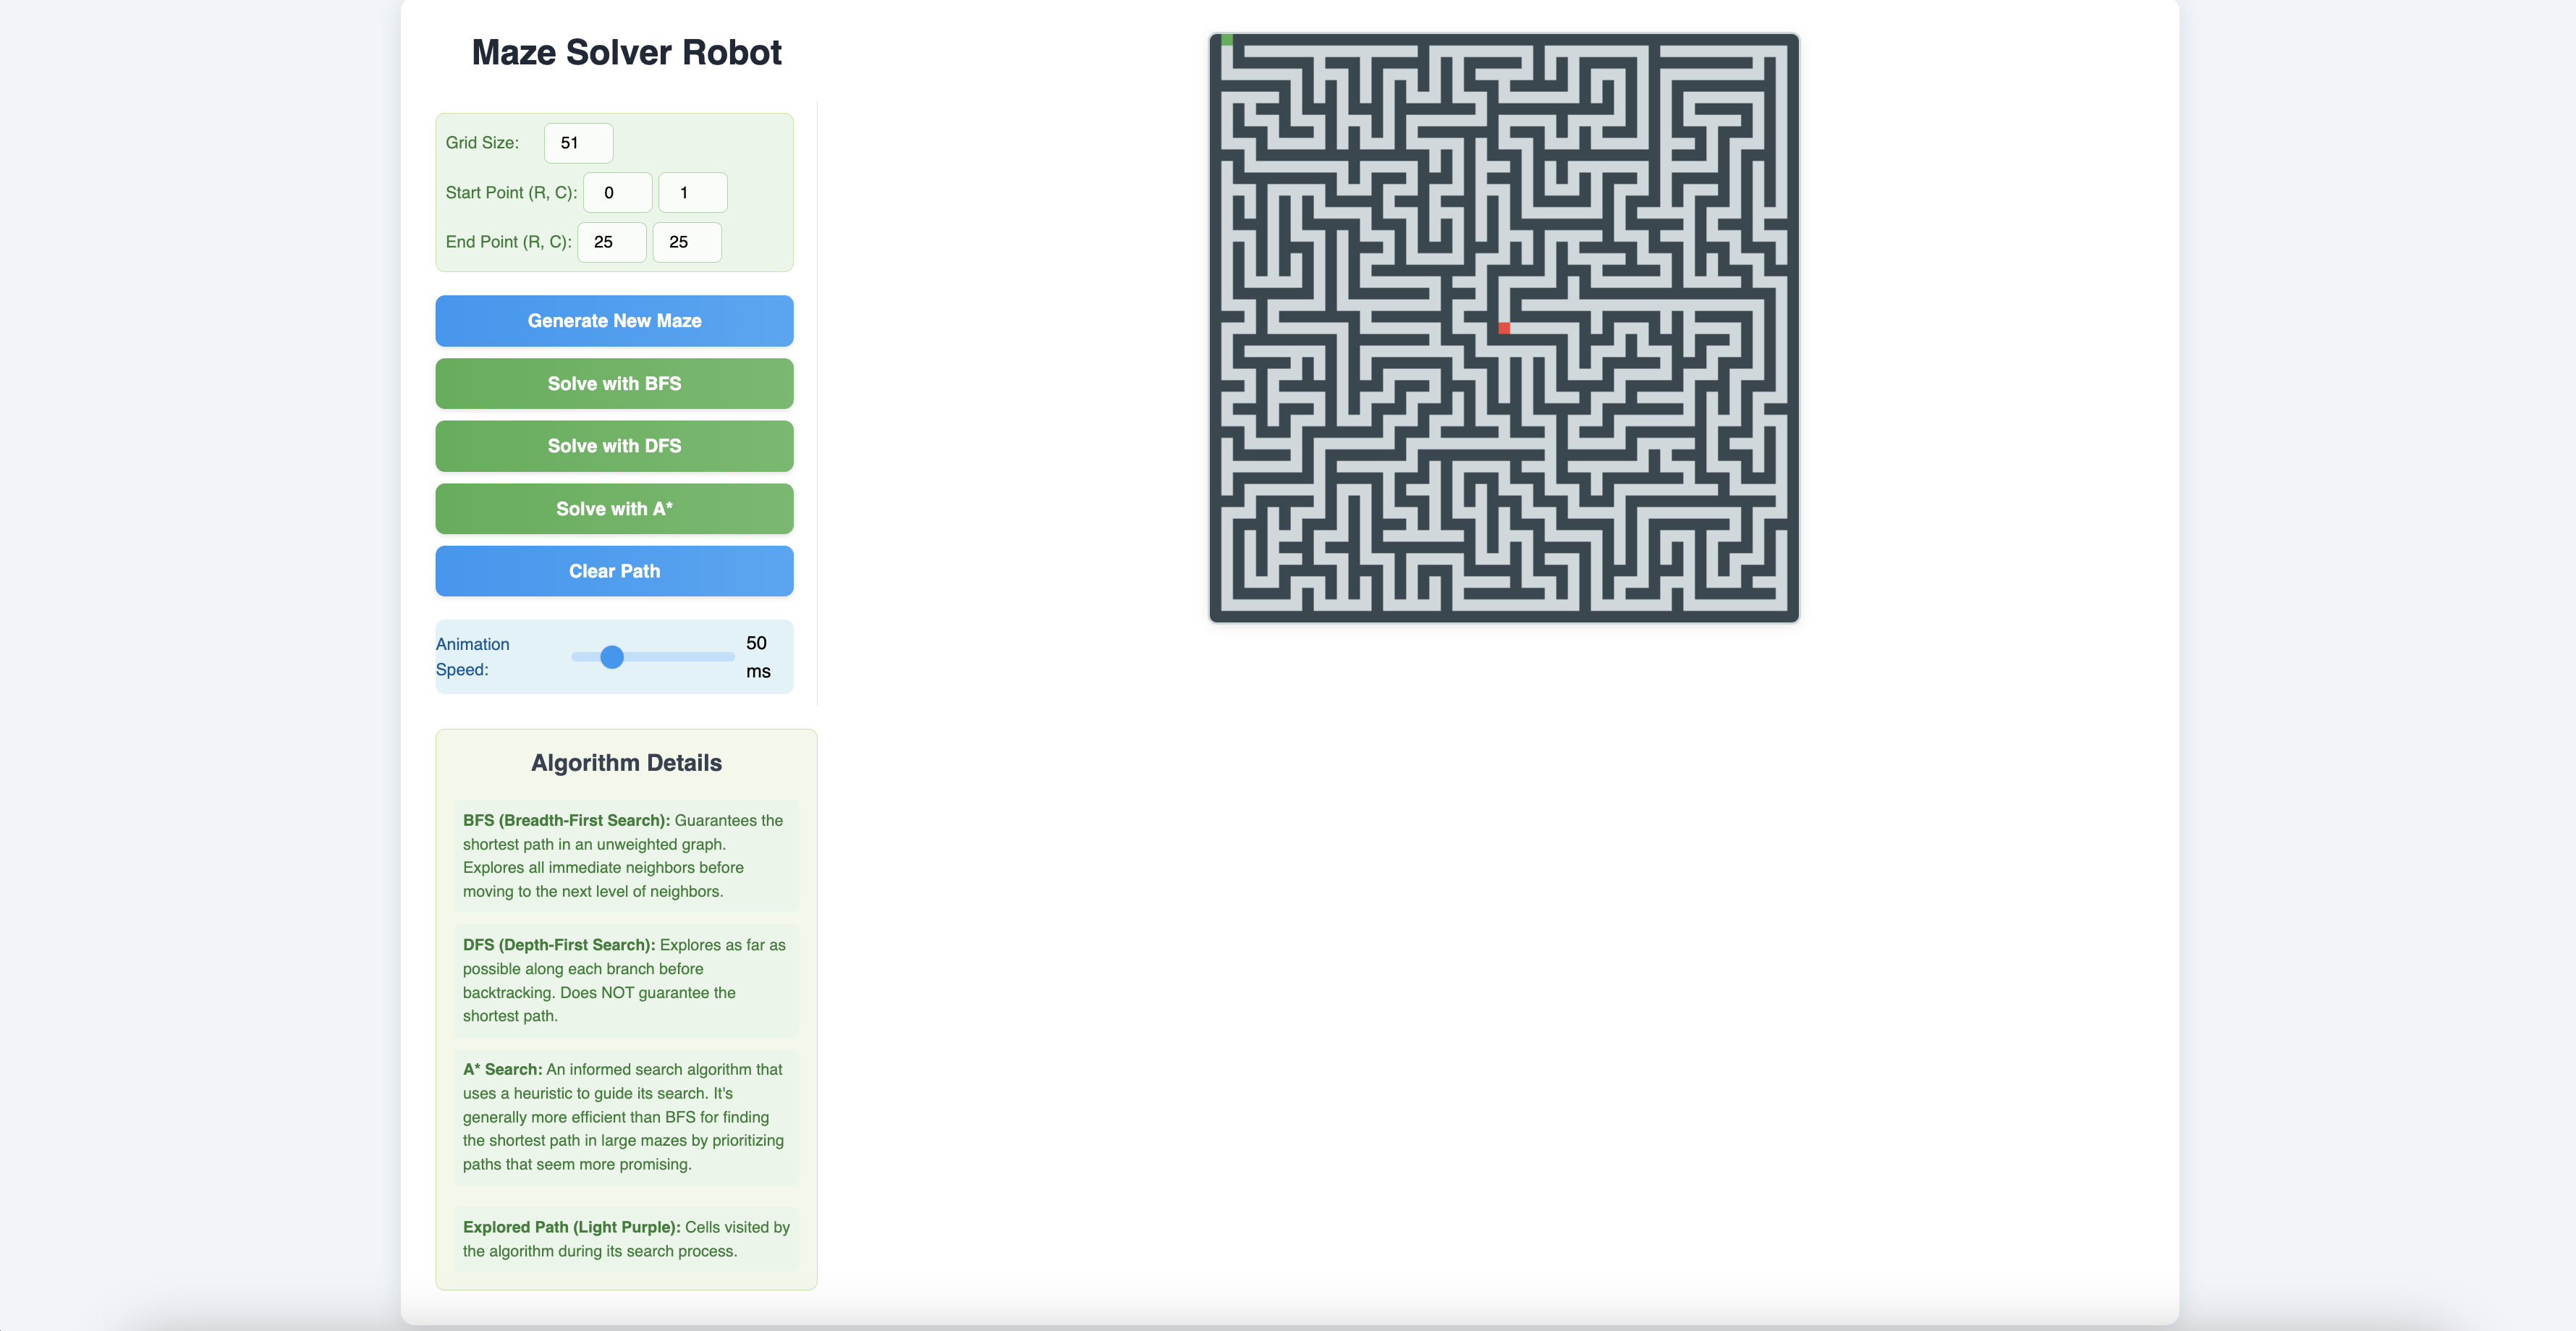 Maze Solver Robot
Grid Size: 51
Start Point (R, C): 0 1
End Point (R, C): 25 25
Generate New Maze
Solve with BFS
Solve with DFS
Solve with A*
Clear Path
Animation
Speed:
50
ms
Algorithm Details
BFS (Breadth-First Search): Guarantees the
shortest path in an unweighted graph.
Explores all immediate neighbors before
moving to the next level of neighbors.
DFS (Depth-First Search): Explores as far as
possible along each branch before
backtracking. Does NOT guarantee the
shortest path.
A* Search: An informed search algorithm that
uses a heuristic to guide its search. It's
generally more efficient than BFS for finding
the shortest path in large mazes by prioritizing
paths that seem more promising.
Explored Path (Light Purple): Cells visited by
the algorithm during its search process.